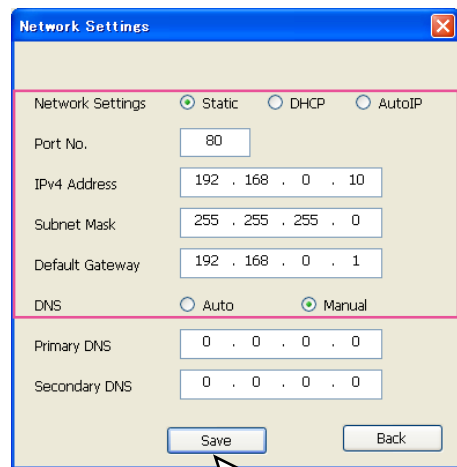 Network Settings
Network Settings Static DHCP AutoIP
Port No. 80
IPv4 Address 192 . 168 . 0 . 10
Subnet Mask 255 . 255 . 255 . 0
Default Gateway 192 . 168 . 0 . 1
DNS Auto Manual
Primary DNS 0 . 0 . 0 . 0
Secondary DNS 0 . 0 . 0 . 0
Save Back